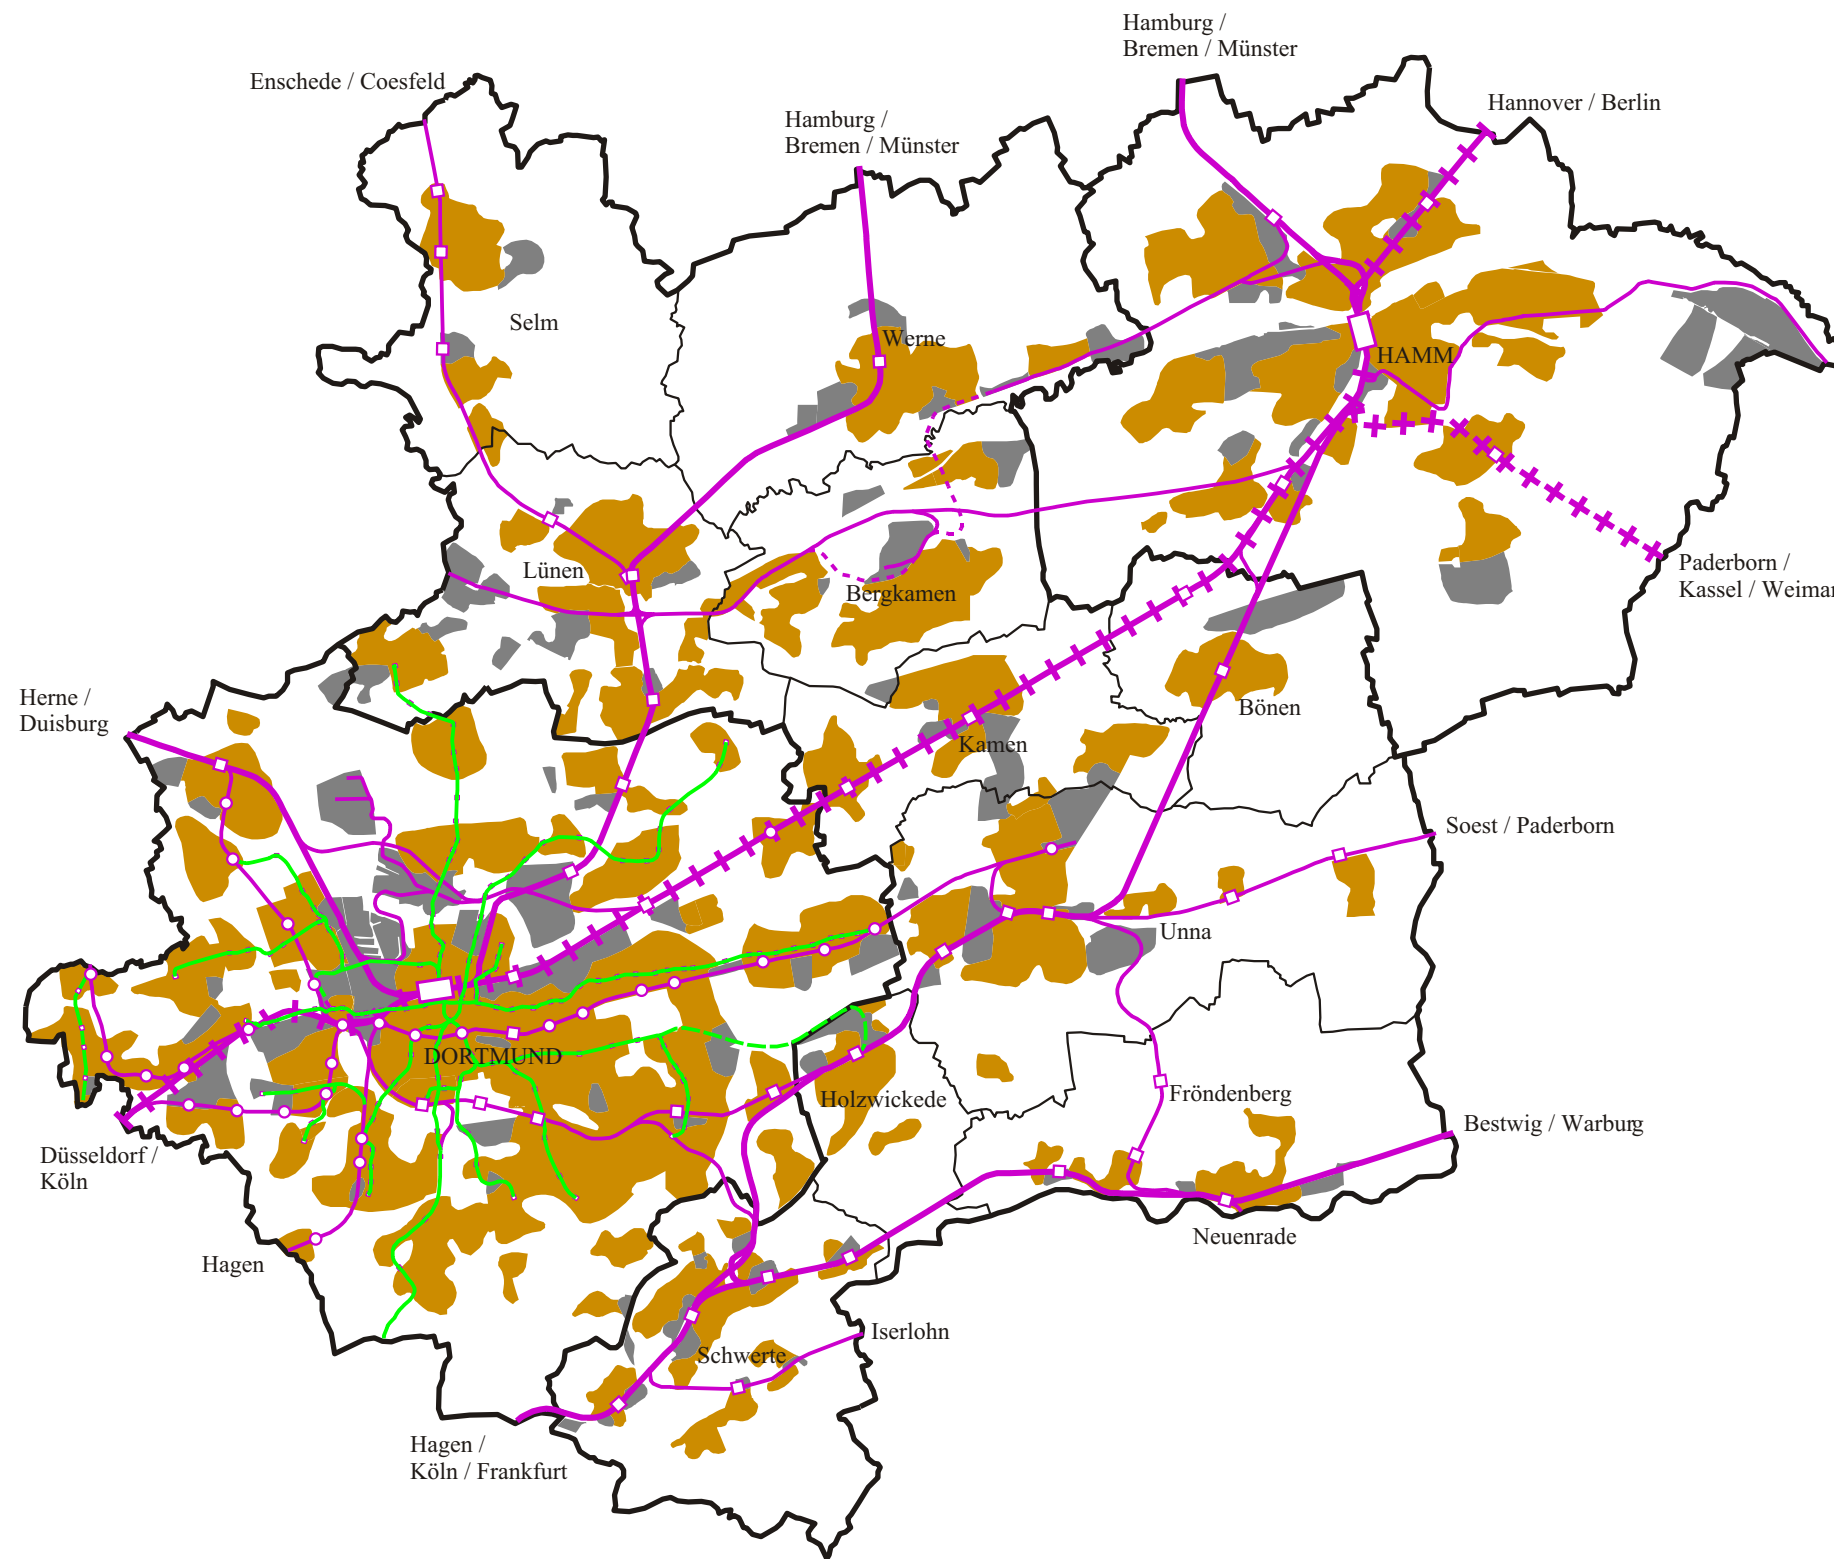 Hamburg /
Bremen / Münster
Enschede / Coesfeld
Hannover / Berlin
Hamburg /
Bremen / Münster
Selm
Werne
HAMM
Lünen
Bergkamen
Paderborn /
Kassel / Weimar
Herne /
Duisburg
Bönen
Kamen
Soest / Paderborn
Unna
DORTMUND
Holzwickede
Fröndenberg
Bestwig / Warburg
Düsseldorf /
Köln
Neuenrade
Hagen
Iserlohn
Schwerte
Hagen /
Köln / Frankfurt